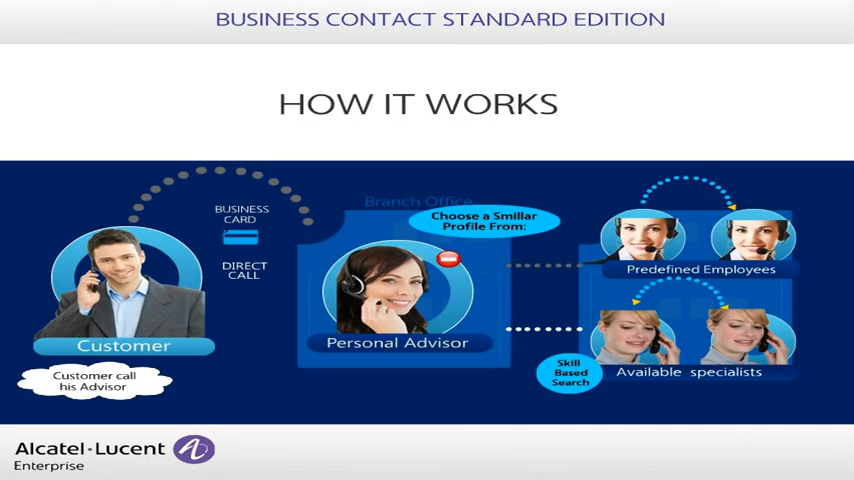 BUSINESS CONTACT STANDARD EDITION
HOW IT WORKS
Branch Office
BUSINESS
CARD
DIRECT
CALL
Choose a Smillar
Profile From:
Predefined Employees
Customer
Personal Advisor
Customer call
his Advisor
Skill
Based
Search
Available specialists
Alcatel·Lucent
Enterprise